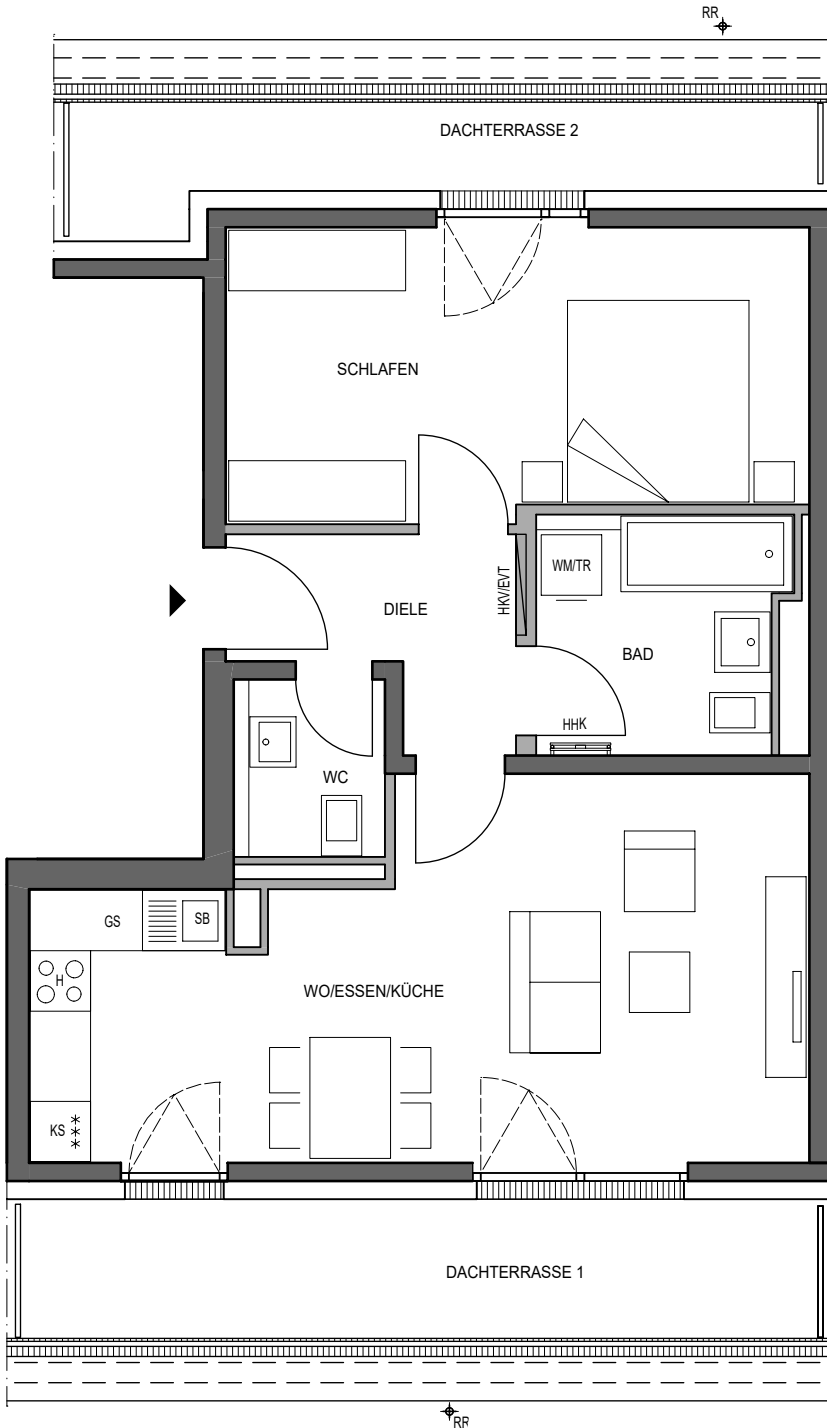 RR
DACHTERRASSE 2
SCHLAFEN
WM/TR
HKV/EVT
DIELE
BAD
HHK
WC
GS
SB
H
WO/ESSEN/KÜCHE
KS
DACHTERRASSE 1
RR